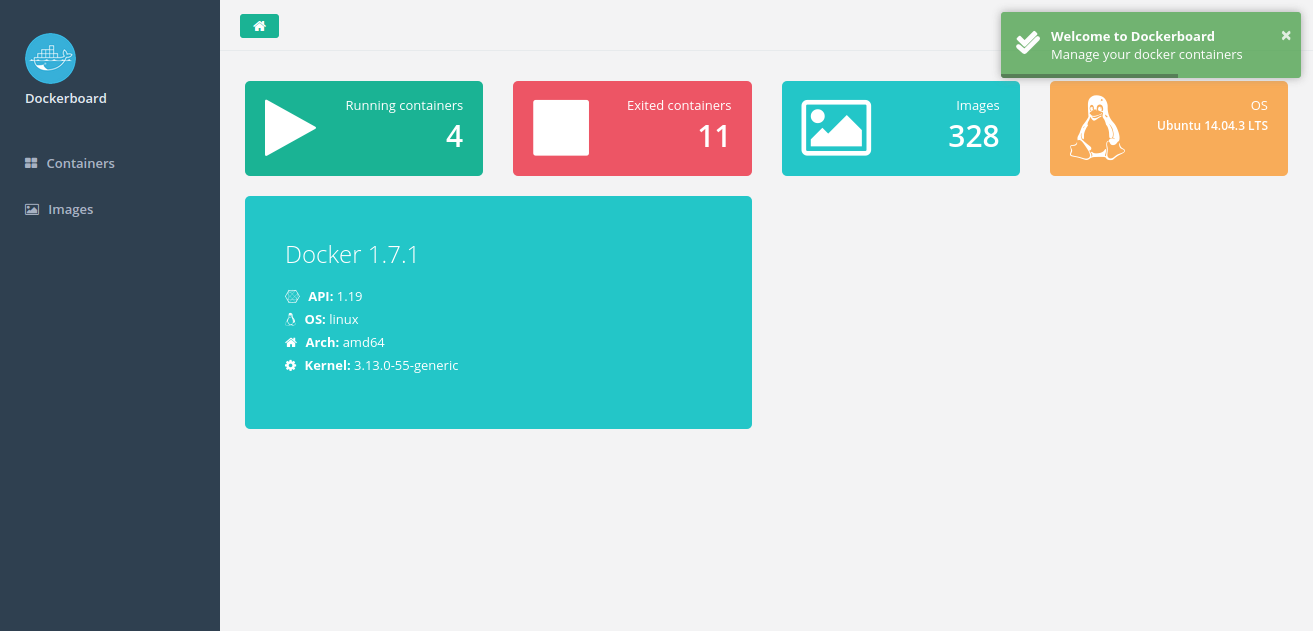 Dockerboard
Containers
Images
Welcome to Dockerboard
Manage your docker containers
×
Running containers
4
Exited containers
11
Images
328
OS
Ubuntu 14.04.3 LTS
Docker 1.7.1
API: 1.19
OS: linux
Arch: amd64
Kernel: 3.13.0-55-generic